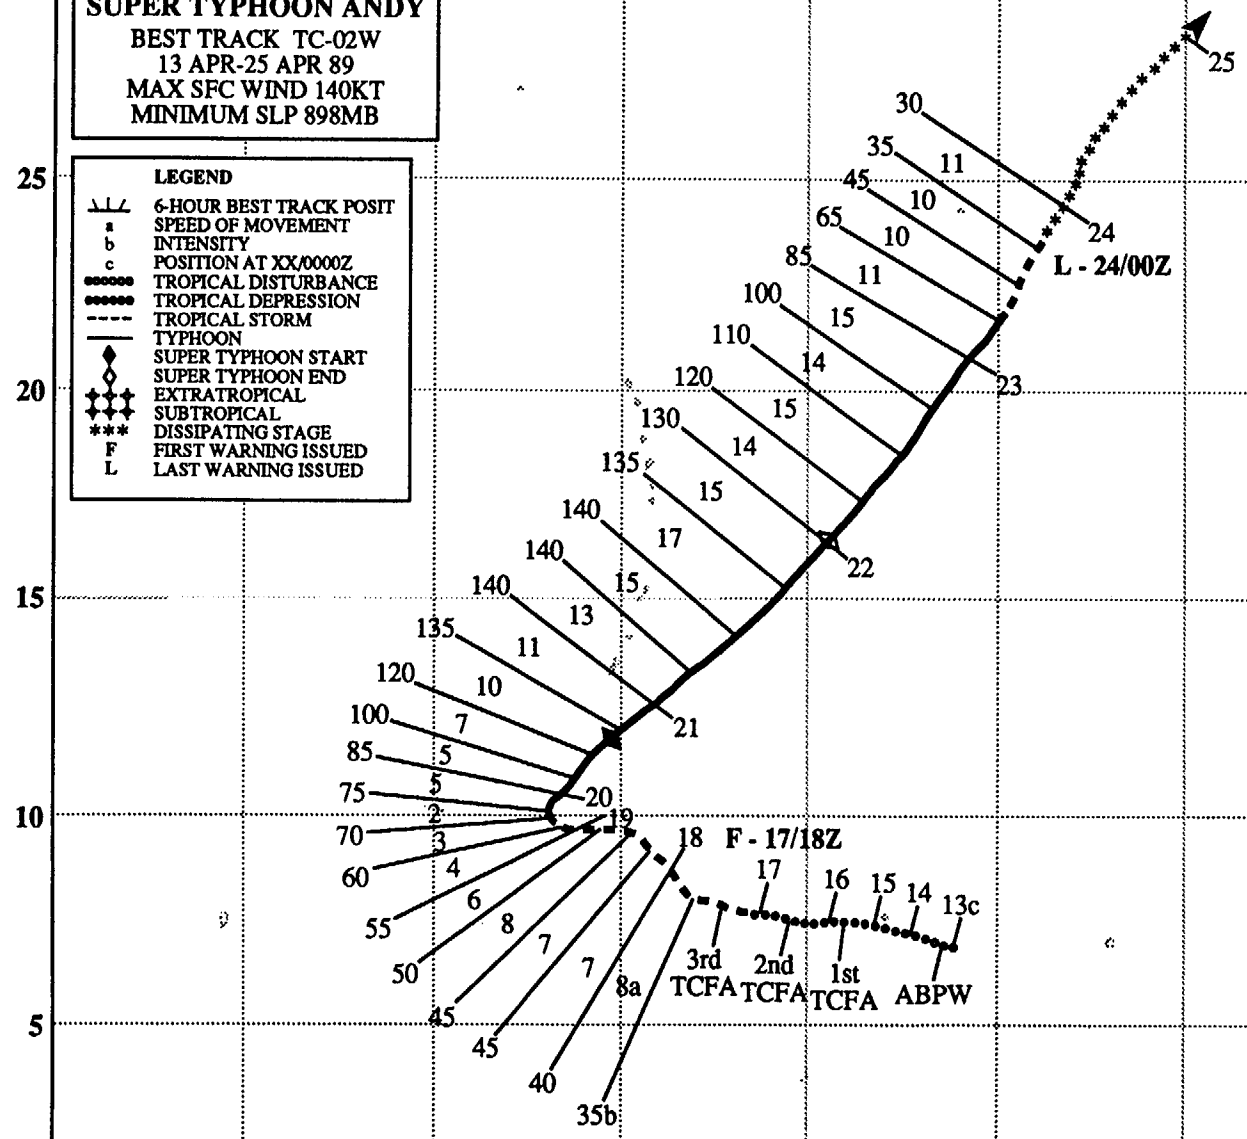 SUPER TYPHOON ANDY
BEST TRACK TC-02W
13 APR-25 APR 89
MAX SFC WIND 140KT
MINIMUM SLP 898MB
LEGEND
6-HOUR BEST TRACK POSIT
a SPEED OF MOVEMENT
b INTENSITY
c POSITION AT XX/0000Z
TROPICAL DISTURBANCE
TROPICAL DEPRESSION
TROPICAL STORM
TYPHOON
SUPER TYPHOON START
SUPER TYPHOON END
EXTRATROPICAL
SUBTROPICAL
*** DISSIPATING STAGE
F FIRST WARNING ISSUED
L LAST WARNING ISSUED
25
20
15
10
5
25
30
35
11
45
10
65
10
24
L - 24/00Z
85
11
100
15
110
14
23
120
15
130
14
135
15
140
17
22
140
15
140
13
135
11
120
10
21
100
7
85
5
75
5
20
2
19
70
3
18
F - 17/18Z
60
4
17
16
15
14
13c
55
6
50
8
45
7
45
7
40
8a
35b
3rd
TCFA
2nd
TCFA
1st
TCFA
ABPW